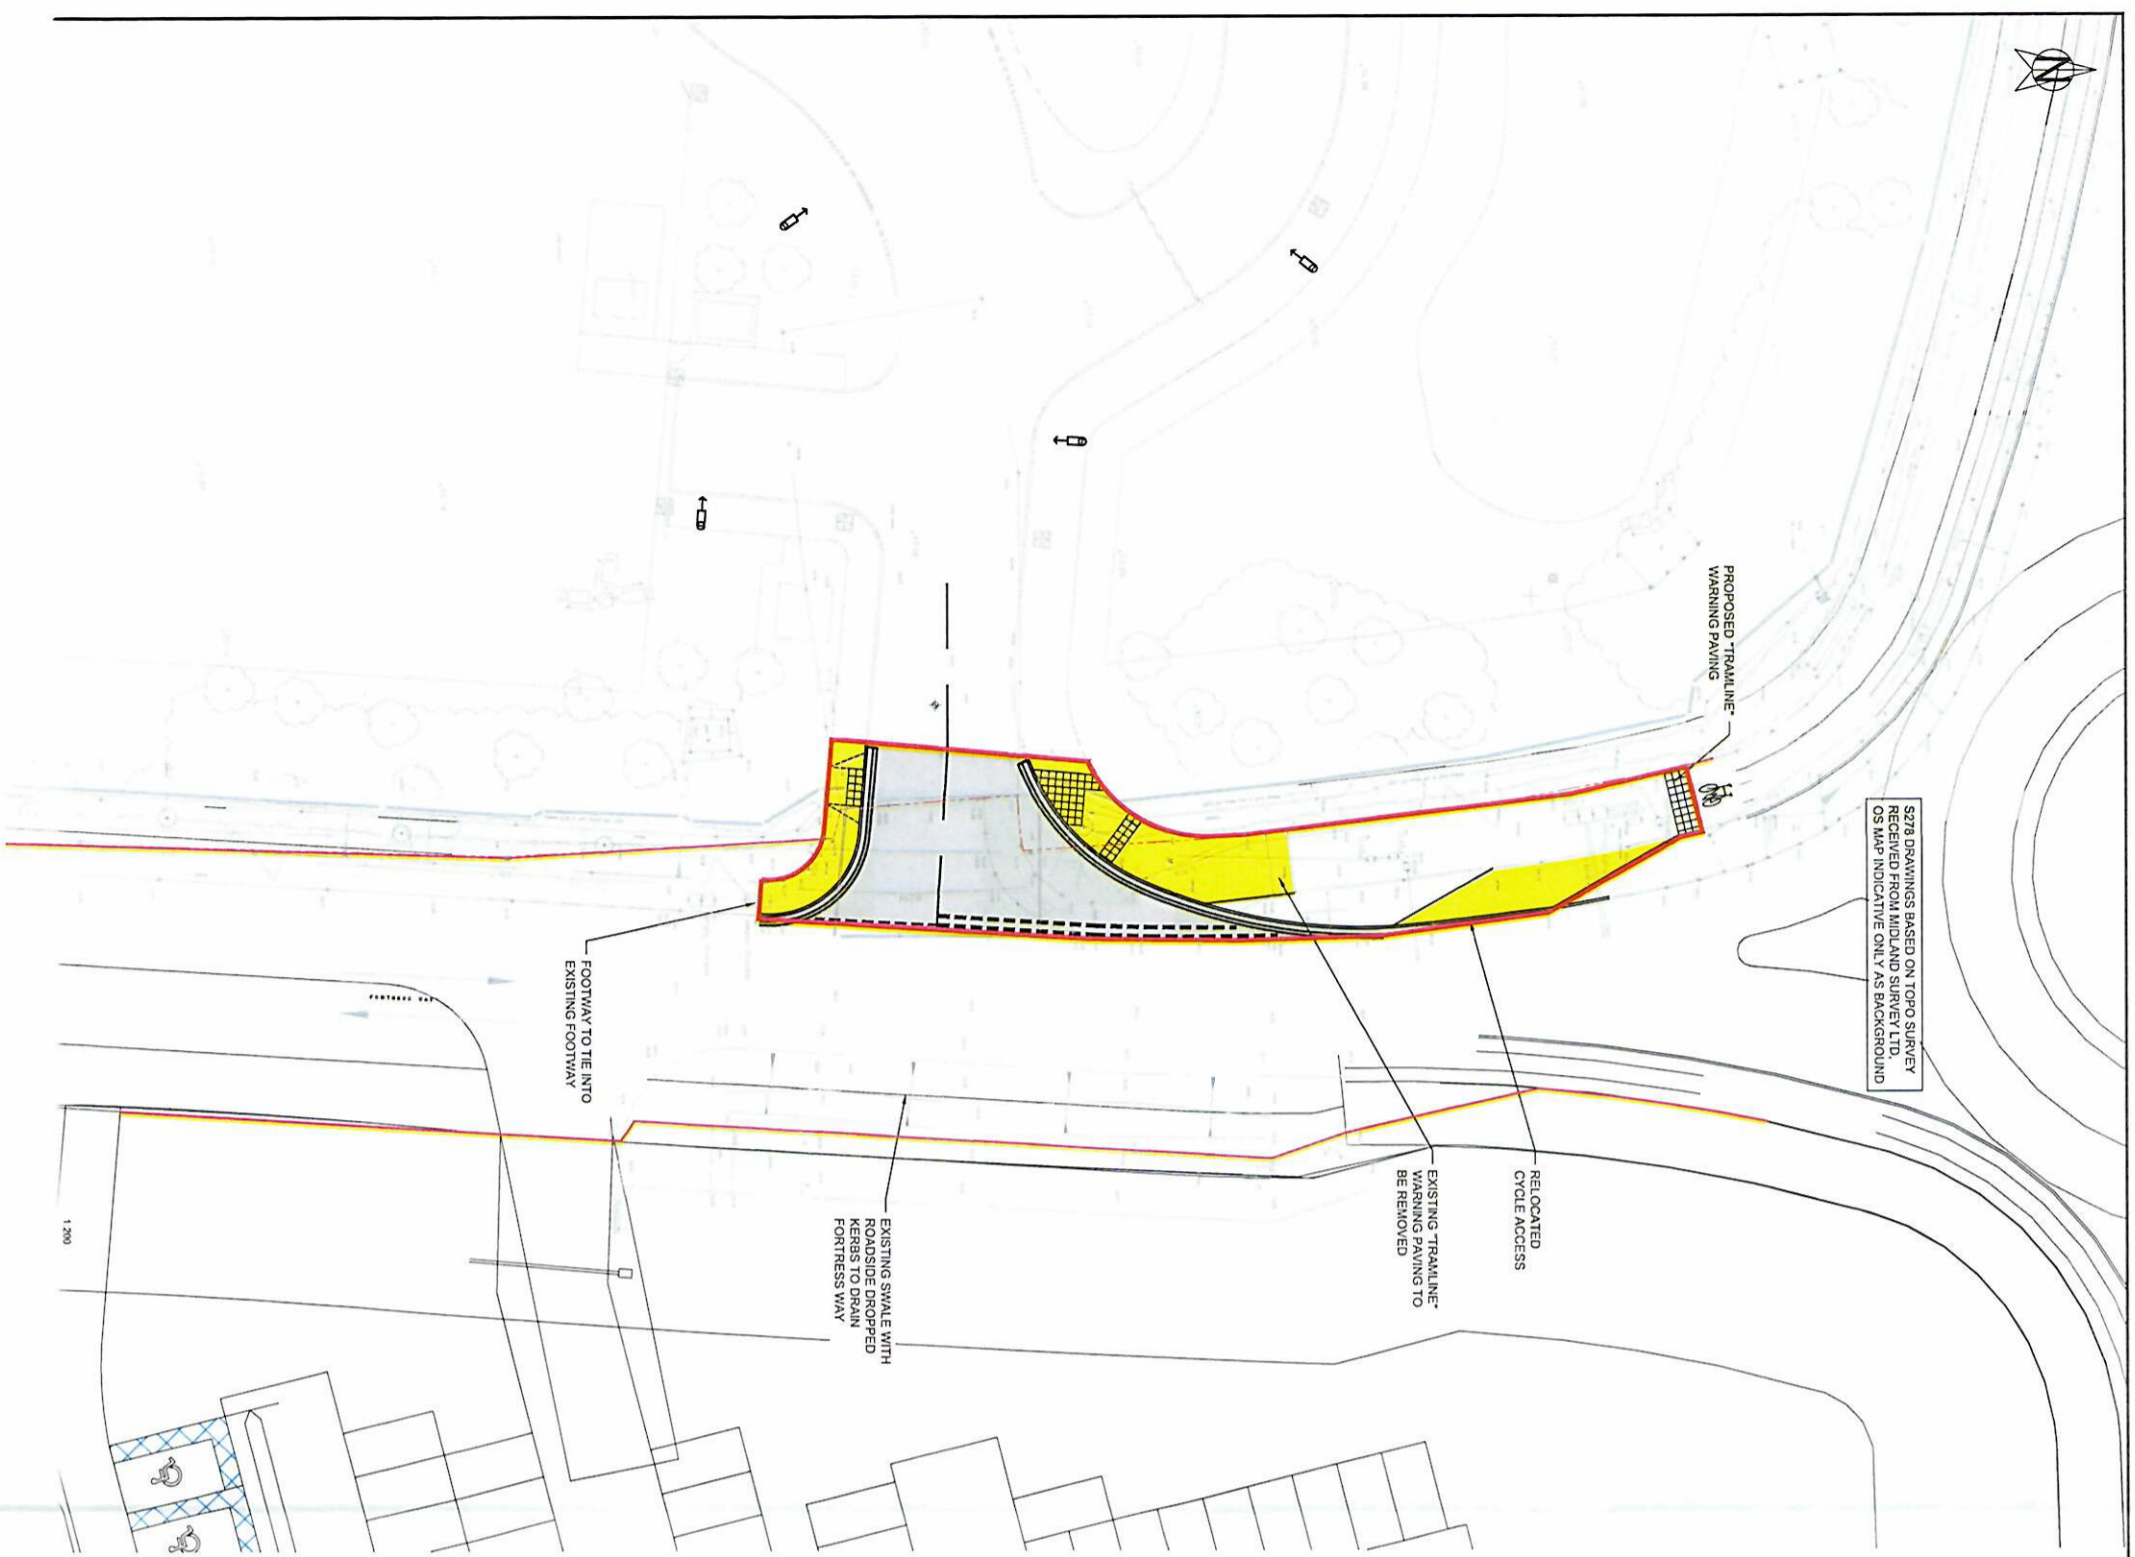 N
S278 DRAWINGS BASED ON TOPO SURVEY
RECEIVED FROM MIDLAND SURVEY LTD.
OS MAP INDICATIVE ONLY AS BACKGROUND
PROPOSED "TRAMLINE"
WARNING PAVING
RELOCATED
CYCLE ACCESS
EXISTING "TRAMLINE"
WARNING PAVING TO
BE REMOVED
EXISTING SWALE WITH
ROADSIDE DROPPED
KERBS TO DRAIN
FORTRESS WAY
FOOTWAY TO TIE INTO
EXISTING FOOTWAY
FORTRESS WAY
1:200